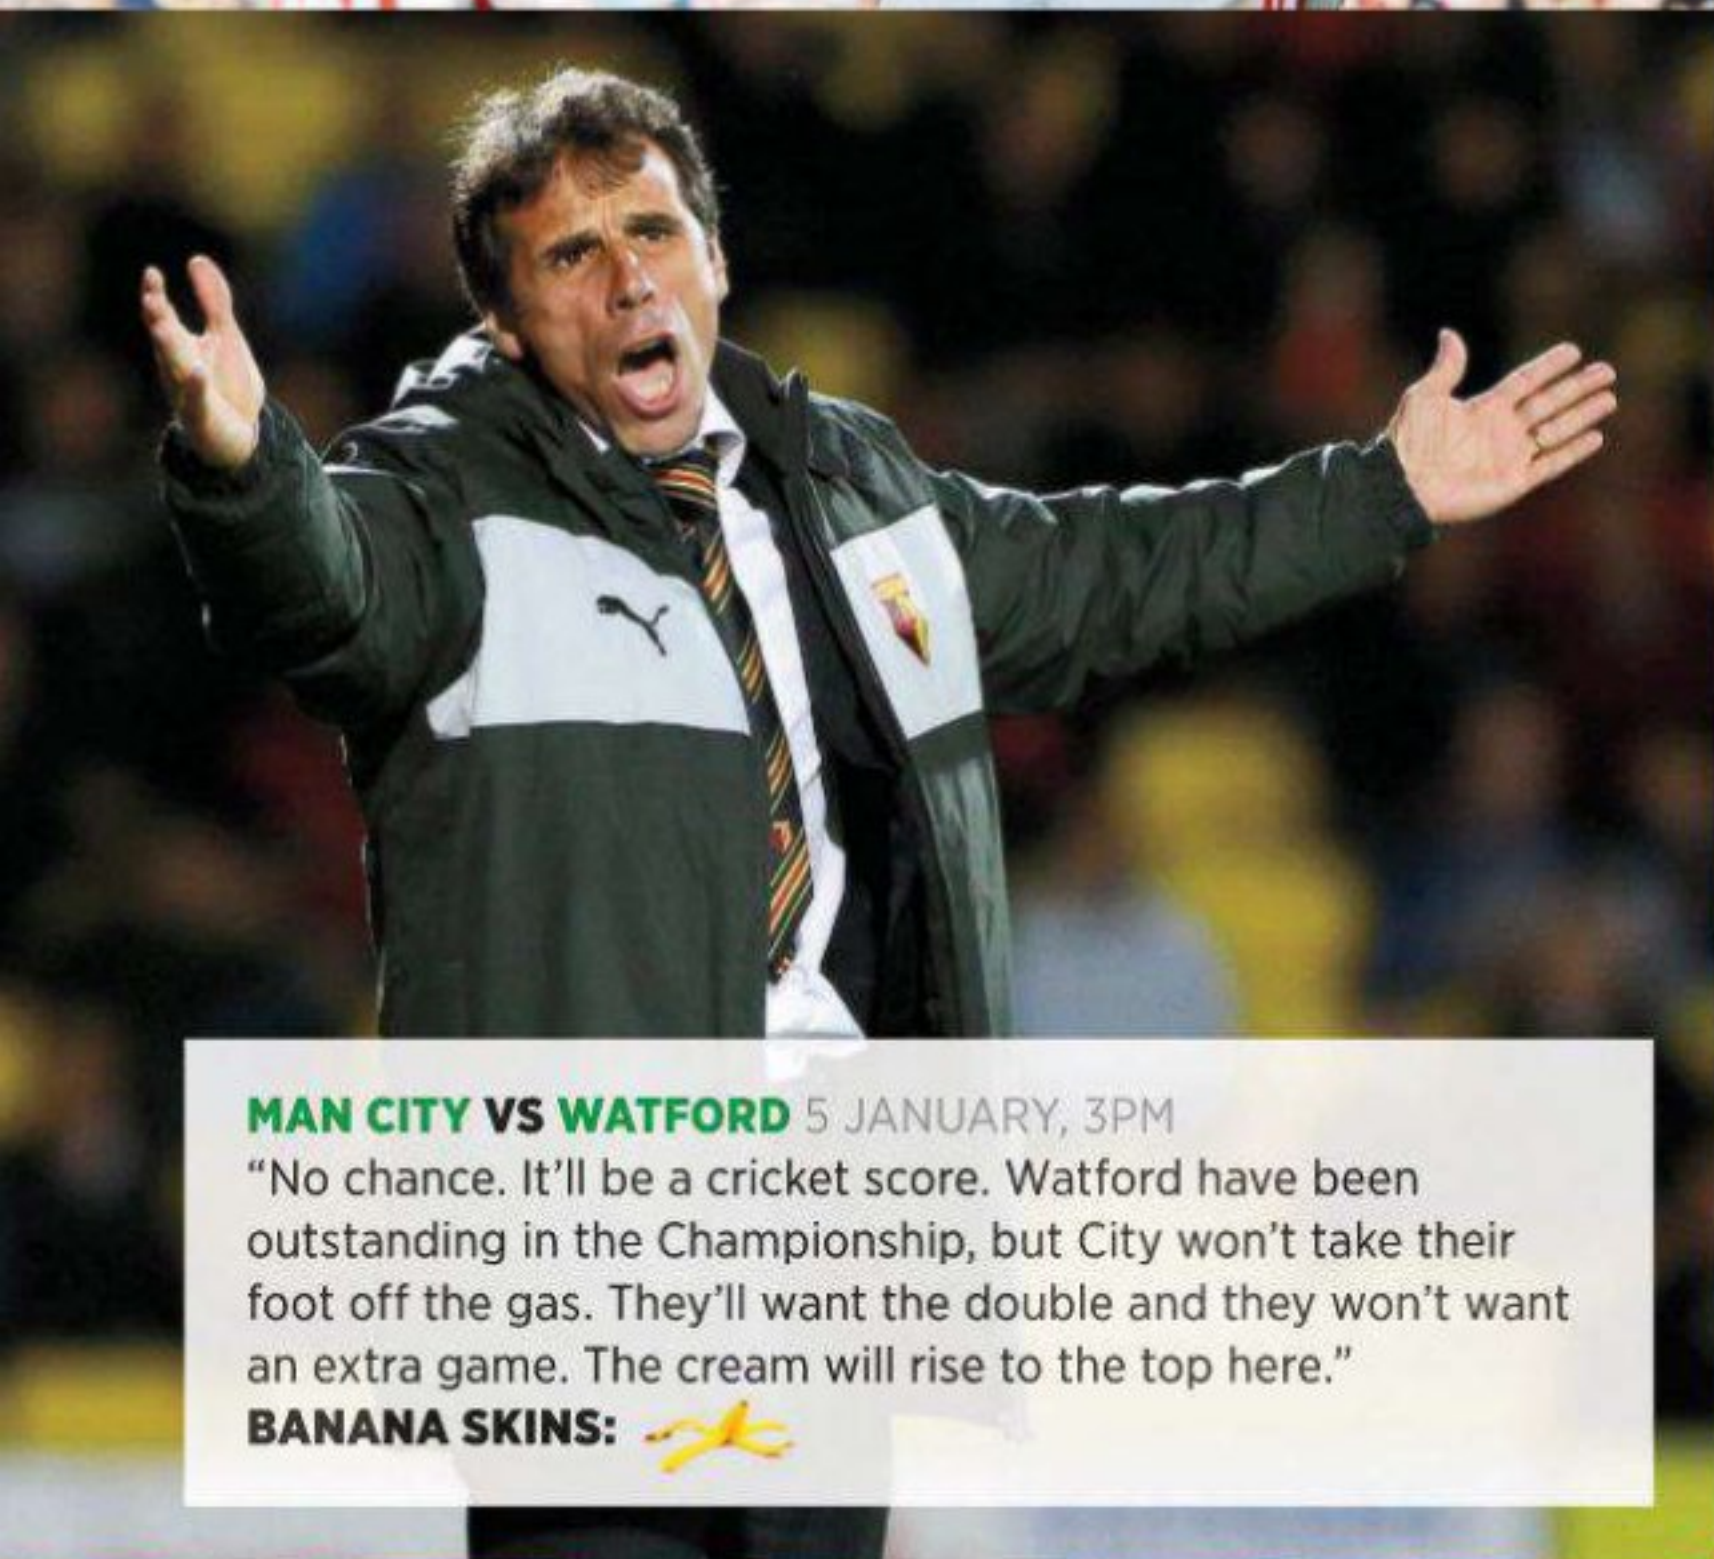 MAN CITY VS WATFORD 5 JANUARY, 3PM
“No chance. It’ll be a cricket score. Watford have been
outstanding in the Championship, but City won’t take their
foot off the gas. They’ll want the double and they won’t want
an extra game. The cream will rise to the top here.”
BANANA SKINS: